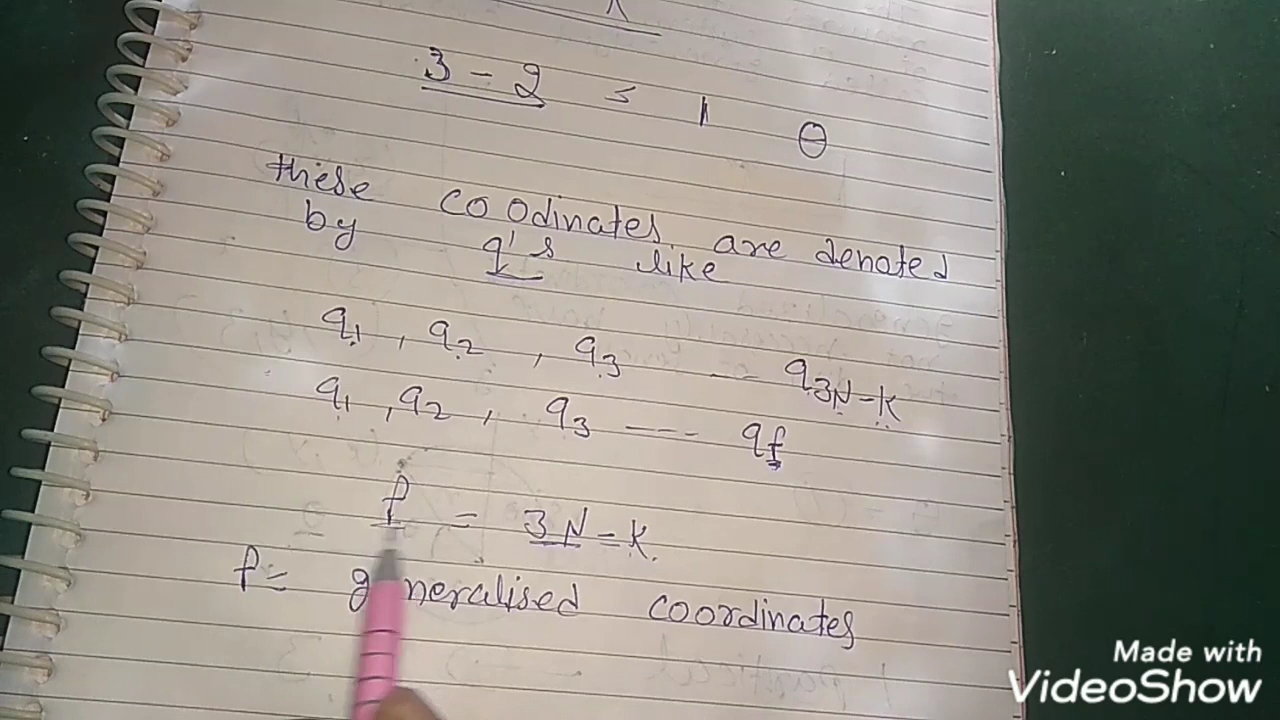 3 - 2 = 1 θ
these coodinates are denoted
by q's like
q1, q2, q3 --- q3N-K
q1, q2, q3 ---- qf
f = 3N-K.
f = generalised coordinates
Made with
VideoShow